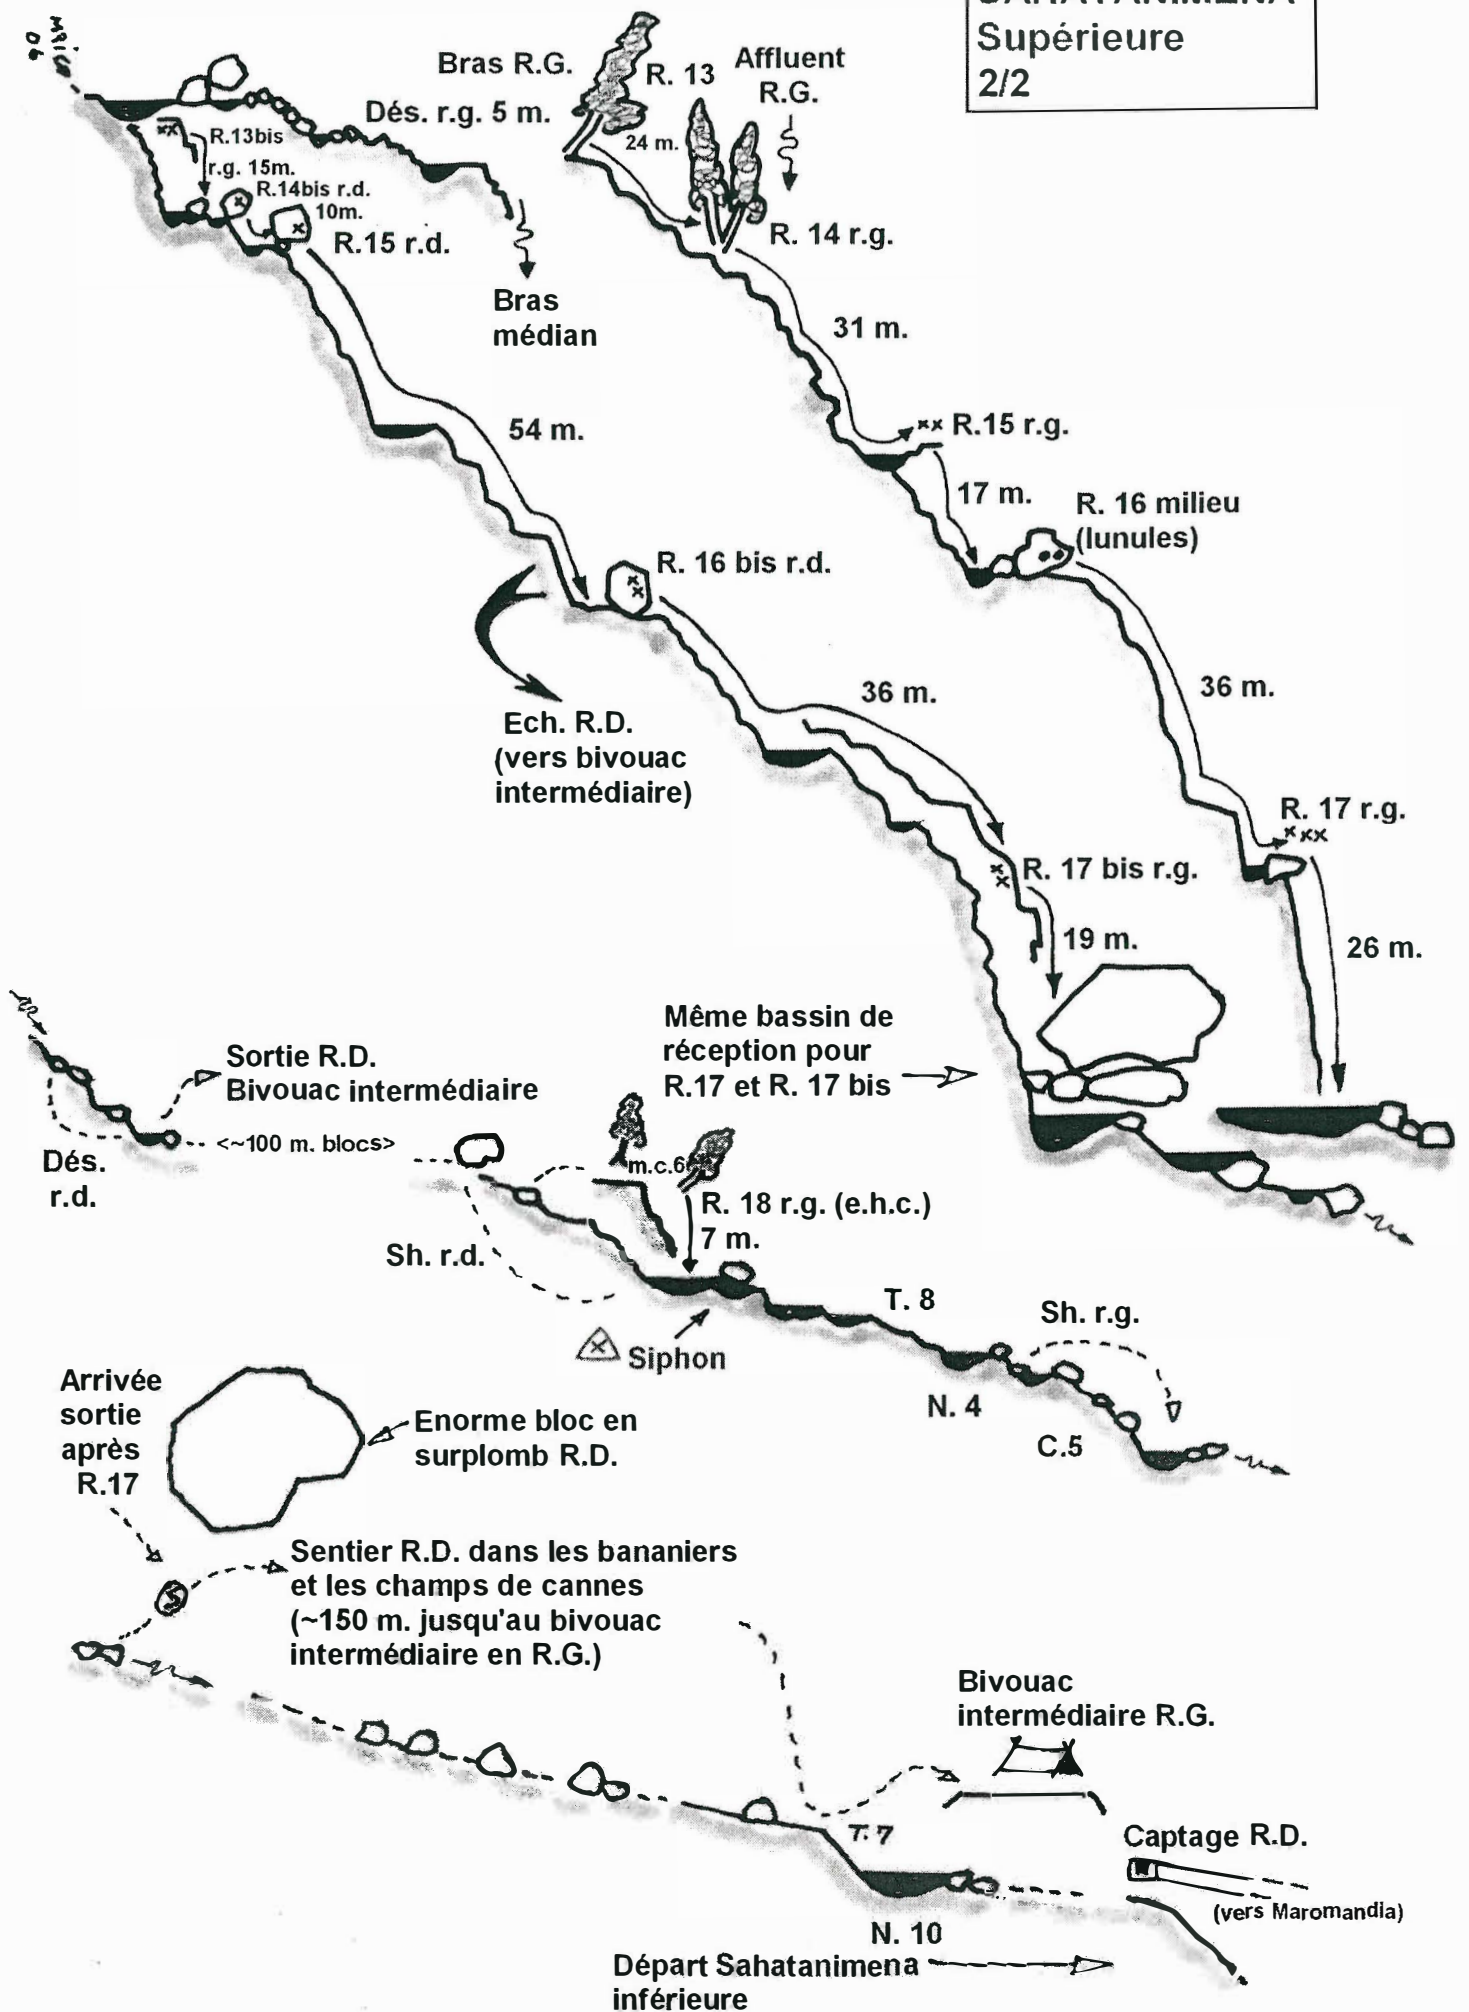 Supérieure
2/2
Bras R.G.
R. 13
Affluent
R.G.
Dés. r.g. 5 m.
24 m.
R.13bis
r.g. 15m.
R.14bis r.d.
10m.
R.15 r.d.
R. 14 r.g.
Bras
médian
31 m.
54 m.
R.15 r.g.
17 m.
R. 16 milieu
(lunules)
R. 16 bis r.d.
36 m.
36 m.
Ech. R.D.
(vers bivouac
intermédiaire)
R. 17 r.g.
R. 17 bis r.g.
19 m.
26 m.
Même bassin de
réception pour
R.17 et R. 17 bis
Sortie R.D.
Bivouac intermédiaire
<~100 m. blocs>
Dés.
r.d.
m.c.6
R. 18 r.g. (e.h.c.)
7 m.
Sh. r.d.
T. 8
Sh. r.g.
Siphon
N. 4
C.5
Arrivée
sortie
après
R.17
Enorme bloc en
surplomb R.D.
Sentier R.D. dans les bananiers
et les champs de cannes
(~150 m. jusqu'au bivouac
intermédiaire en R.G.)
Bivouac
intermédiaire R.G.
T.7
Captage R.D.
(vers Maromandia)
N. 10
Départ Sahatanimena
inférieure